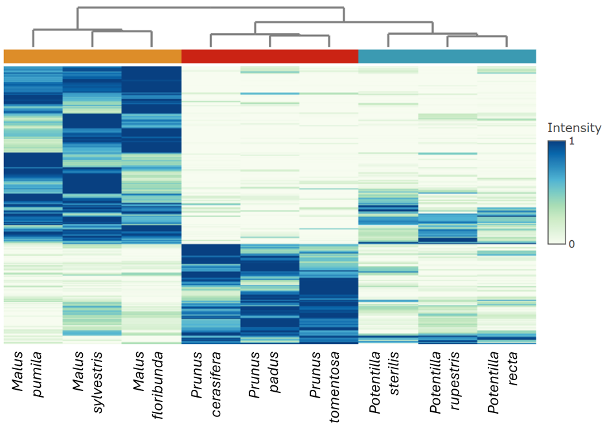 Intensity
1
0
Malus
pumila
Malus
sylvestris
Malus
floribunda
Prunus
cerasifera
Prunus
padus
Prunus
tomentosa
Potentilla
sterilis
Potentilla
rupestris
Potentilla
recta